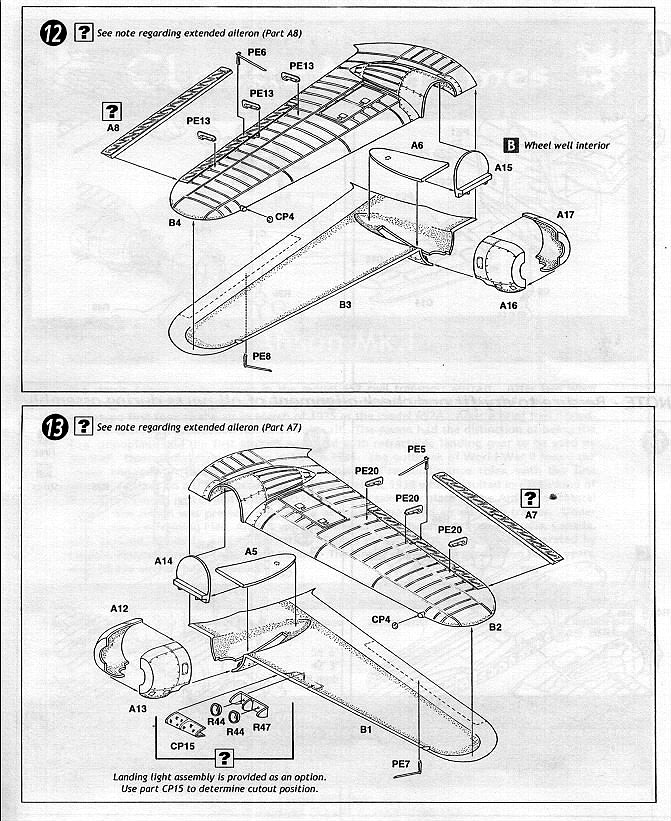 12 ? See note regarding extended aileron (Part A8)
PE6
PE13
PE13
PE13
?
A8
A6
B Wheel well interior
A15
A17
B4
CP4
B3
A16
PE8
13 ? See note regarding extended aileron (Part A7)
PE5
PE20
PE20
PE20
?
A7
A14
A5
A12
CP4
B2
A13
R44
R44
R47
CP15
B1
PE7
?
Landing light assembly is provided as an option.
Use part CP15 to determine cutout position.